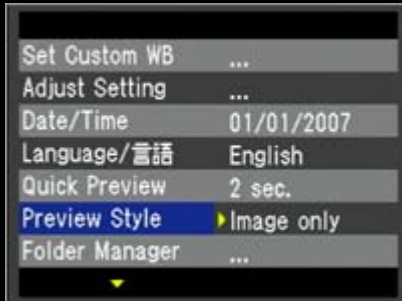 Set Custom WB ...
Adjust Setting ...
Date/Time 01/01/2007
Language/言語 English
Quick Preview 2 sec.
Preview Style Image only
Folder Manager ...